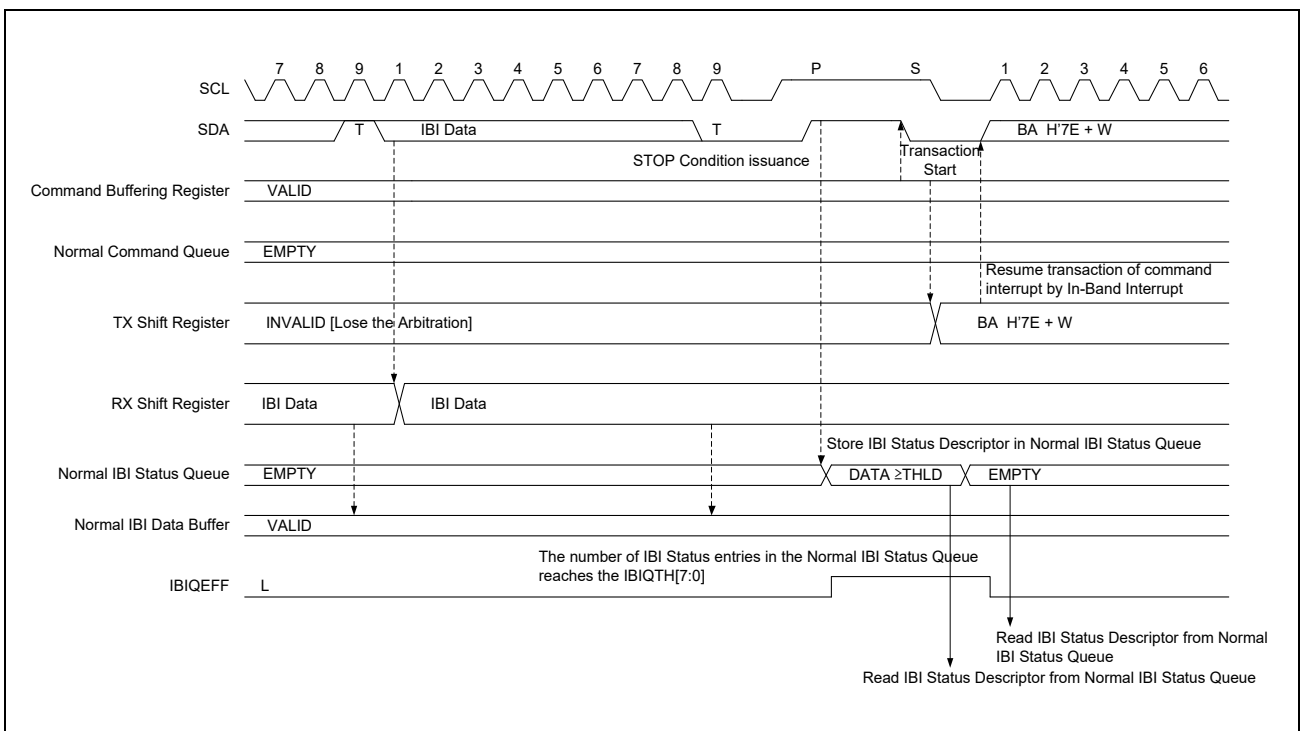 7 8 9 1 2 3 4 5 6 7 8 9 P S 1 2 3 4 5 6
SCL
SDA T IBI Data T BA H'7E + W
STOP Condition issuance
Transaction
Start
Command Buffering Register VALID
Normal Command Queue EMPTY
Resume transaction of command
interrupt by In-Band Interrupt
TX Shift Register INVALID [Lose the Arbitration] BA H'7E + W
RX Shift Register IBI Data IBI Data
Store IBI Status Descriptor in Normal IBI Status Queue
Normal IBI Status Queue EMPTY DATA ≥THLD EMPTY
Normal IBI Data Buffer VALID
The number of IBI Status entries in the Normal IBI Status Queue
reaches the IBIQTH[7:0]
IBIQEFF L
Read IBI Status Descriptor from Normal
IBI Status Queue
Read IBI Status Descriptor from Normal IBI Status Queue